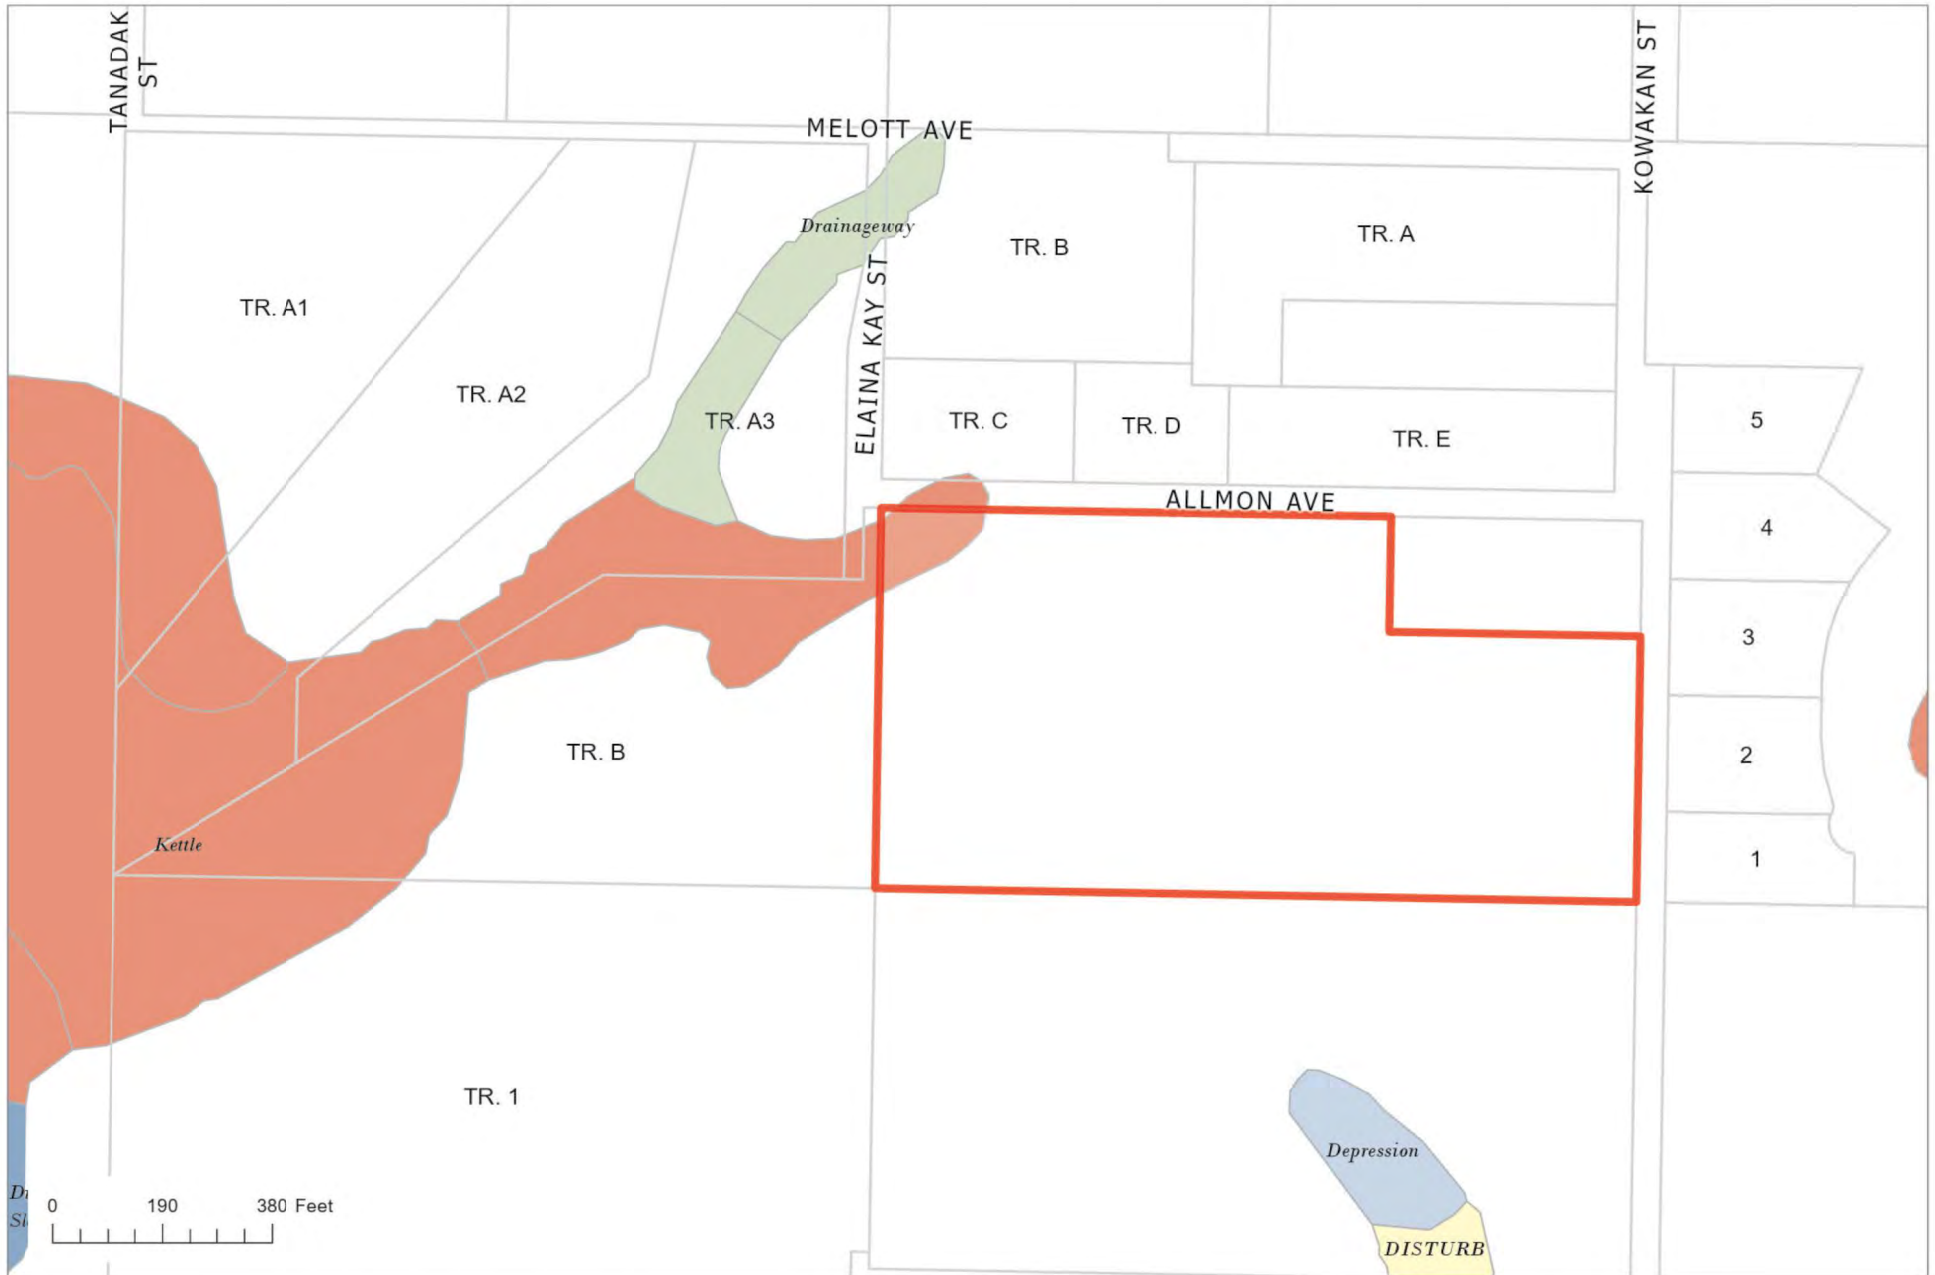 TANADAK
ST
KOWAKAN ST
MELOTT AVE
Drainageway
TR. B
TR. A
TR. A1
ELAINA KAY ST
TR. A2
TR. A3
TR. C
TR. D
TR. E
5
ALLMON AVE
4
3
TR. B
2
Kettle
1
TR. 1
Depression
0 190 380 Feet
DISTURB